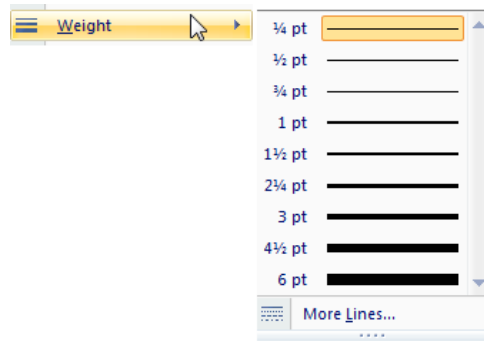 Weight
¼ pt
½ pt
¾ pt
1 pt
1½ pt
2¼ pt
3 pt
4½ pt
6 pt
More Lines...